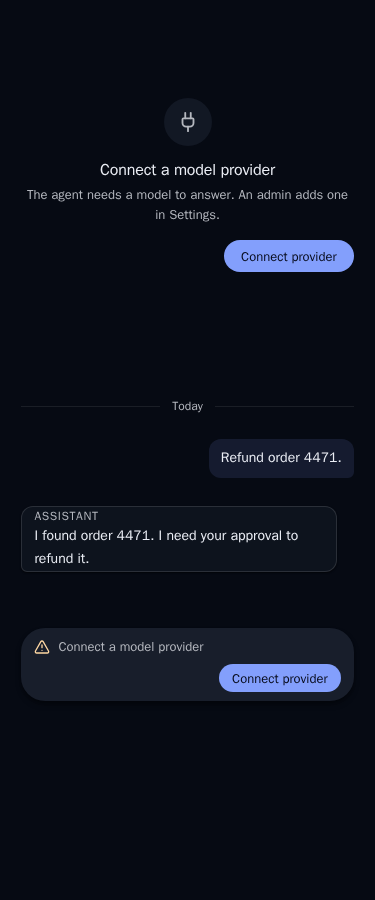 Connect a model provider
The agent needs a model to answer. An admin adds one
in Settings.
Connect provider
Today
Refund order 4471.
ASSISTANT
I found order 4471. I need your approval to
refund it.
Connect a model provider
Connect provider